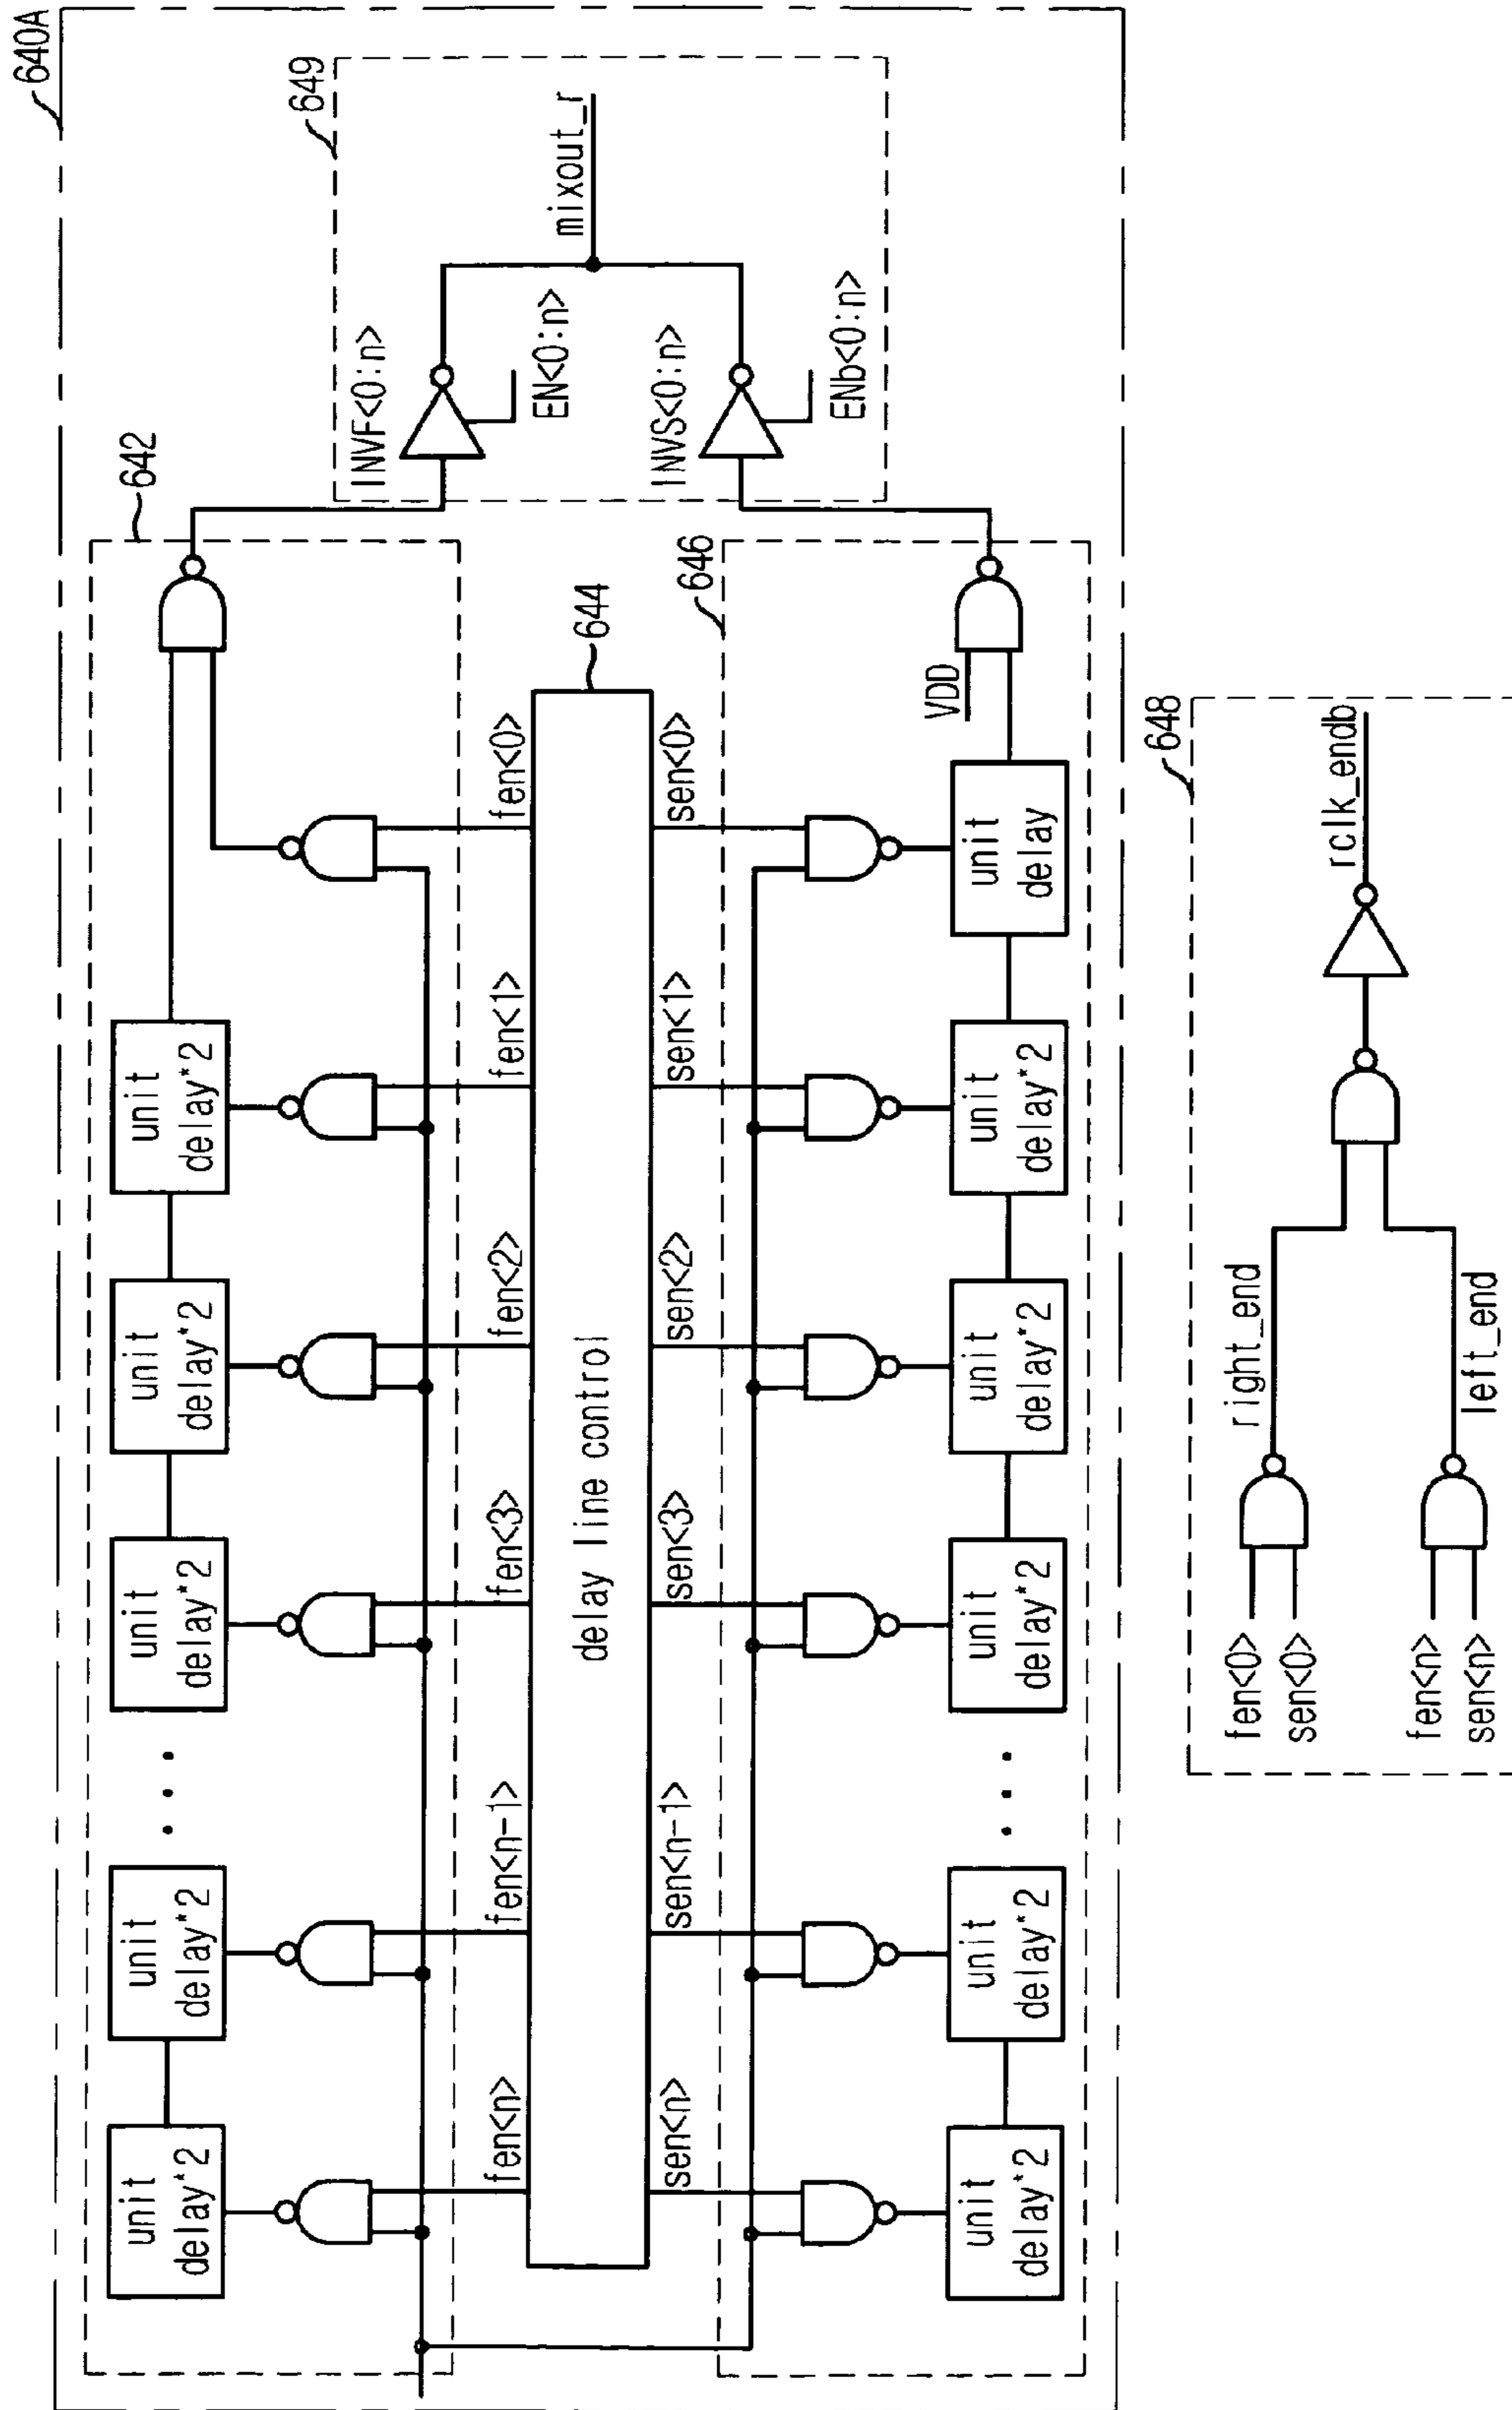 640A
642
unit
delay*2
unit
delay*2
unit
delay*2
unit
delay*2
unit
delay*2
fen<n>
fen<n-1>
fen<3>
fen<2>
fen<1>
fen<0>
delay line control
644
sen<n>
sen<n-1>
sen<3>
sen<2>
sen<1>
sen<0>
646
VDD
unit
delay*2
unit
delay*2
unit
delay*2
unit
delay*2
unit
delay*2
unit
delay
649
INVF<0:n>
EN<0:n>
mixout_r
INVS<0:n>
ENb<0:n>
648
fen<0>
sen<0>
right_end
fen<n>
sen<n>
left_end
rclk_endb